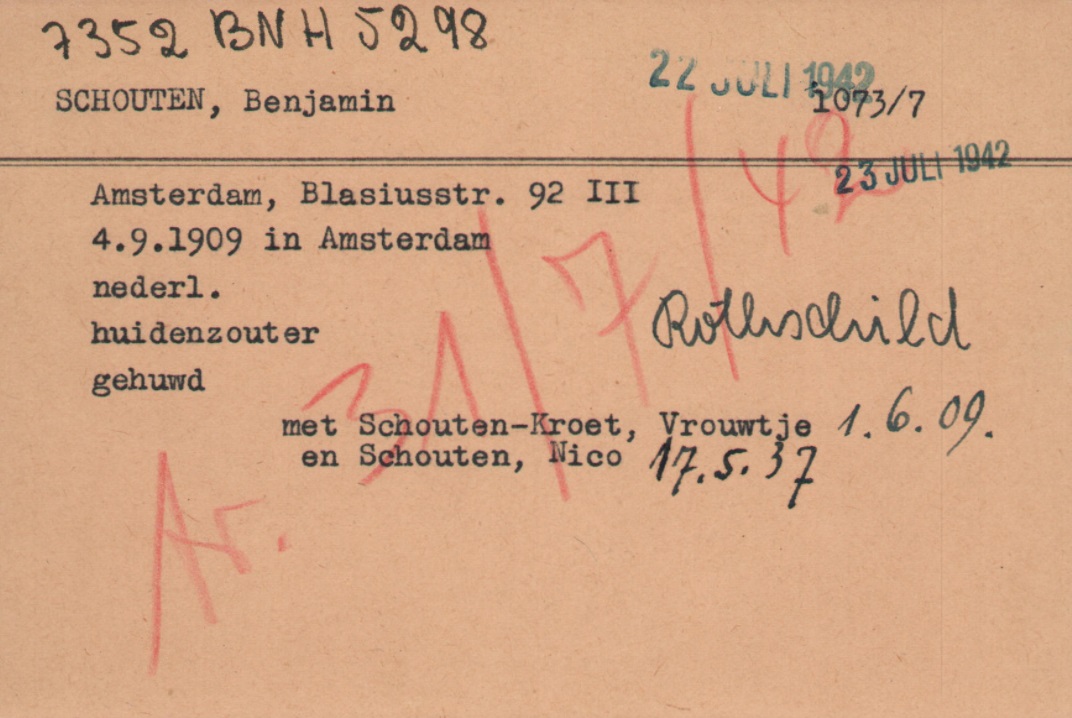 7352 BNH 5298
22 JULI 1942
SCHOUTEN, Benjamin
1073/7
23 JULI 1942
Amsterdam, Blasiusstr. 92 III
4.9.1909 in Amsterdam
nederl.
huidenzouter
Rothschild
gehuwd
met Schouten-Kroet, Vrouwtje 1.6.09.
en Schouten, Nico 17.5.37
Ar. 31/7/42